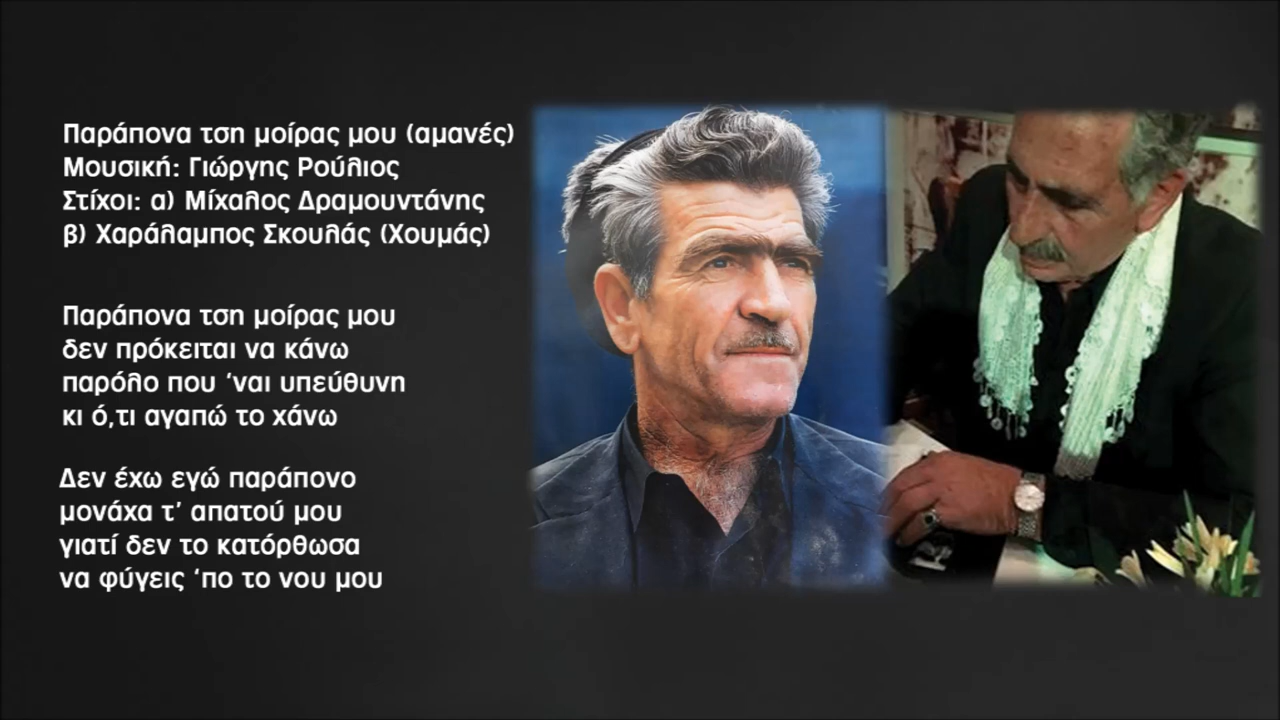 Παράπονα τση μοίρας μου (αμανές)
Μουσική: Γιώργης Ρούλιος
Στίχοι: α) Μίχαλος Δραμουντάνης
β) Χαράλαμπος Σκουλάς (Χουμάς)
Παράπονα τση μοίρας μου
δεν πρόκειται να κάνω
παρόλο που ‘ναι υπεύθυνη
κι ό,τι αγαπώ το χάνω
Δεν έχω εγώ παράπονο
μονάχα τ’ απατού μου
γιατί δεν το κατόρθωσα
να φύγεις ‘πο το νου μου